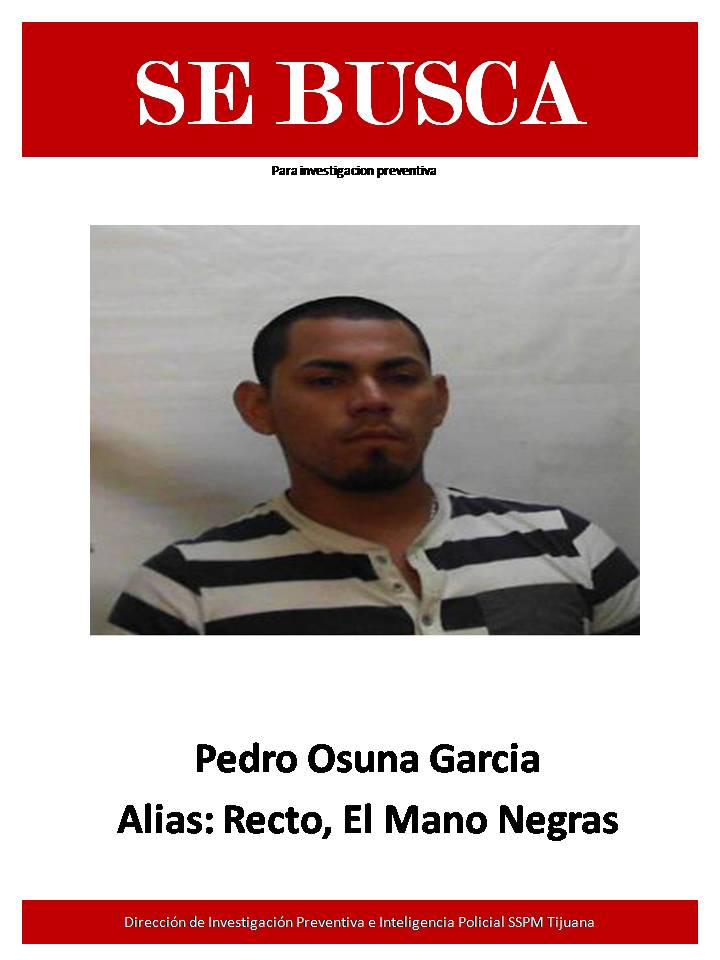 SE BUSCA
Para investigacion preventiva
Pedro Osuna Garcia
Alias: Recto, El Mano Negras
Dirección de Investigación Preventiva e Inteligencia Policial SSPM Tijuana